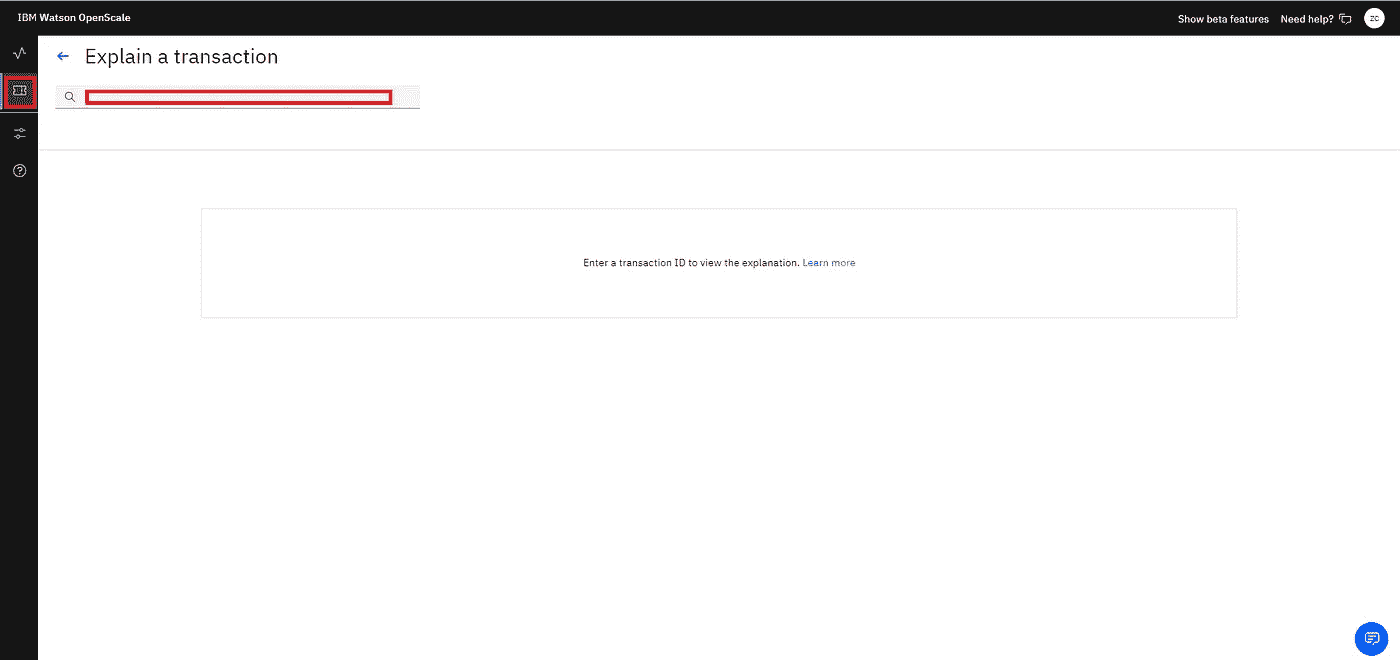 IBM Watson OpenScale
Show beta features Need help? ZC
Explain a transaction
Enter a transaction ID to view the explanation. Learn more